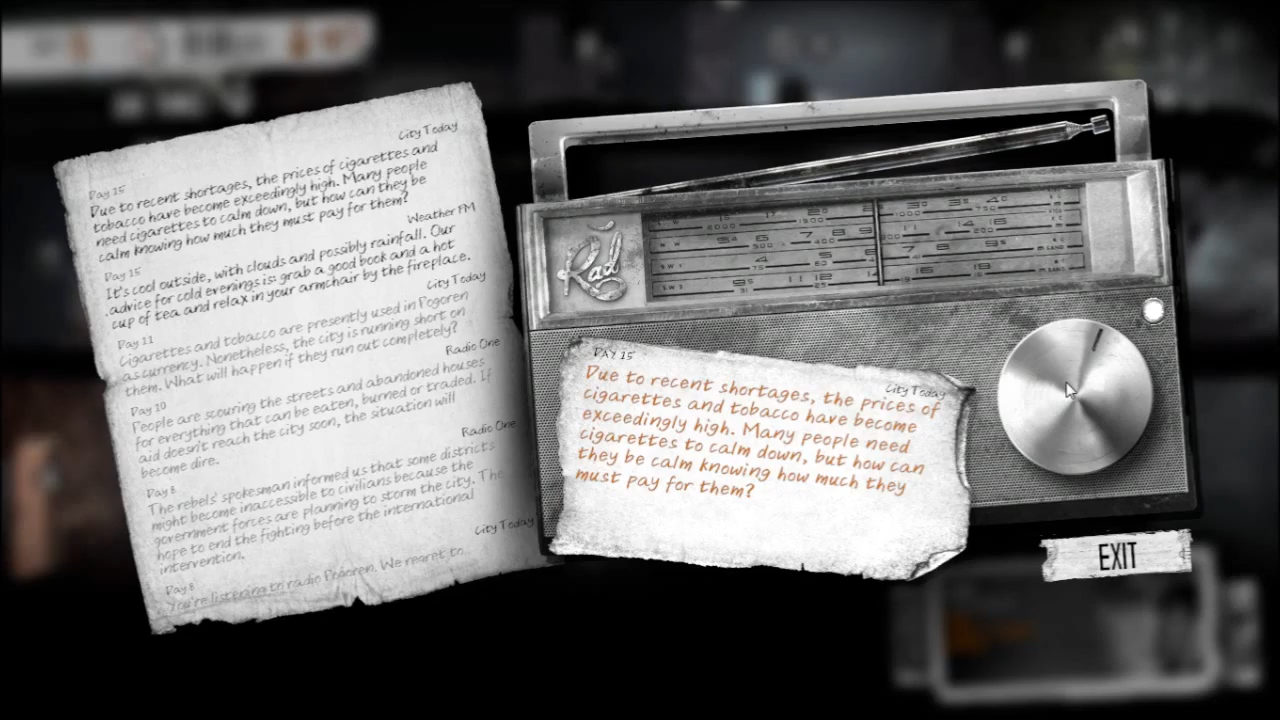 City Today
Day 15
Due to recent shortages, the prices of cigarettes and
tobacco have become exceedingly high. Many people
need cigarettes to calm down, but how can they be
calm knowing how much they must pay for them?
Weather FM
Day 15
It's cool outside, with clouds and possibly rainfall. Our
advice for cold evenings is: grab a good book and a hot
cup of tea and relax in your armchair by the fireplace.
City Today
Day 11
Cigarettes and tobacco are presently used in Pogoren
as currency. Nonetheless, the city is running short on
them. What will happen if they run out completely?
Radio One
Day 10
People are scouring the streets and abandoned houses
for everything that can be eaten, burned or traded. If
aid doesn't reach the city soon, the situation will
become dire.
Radio One
Day 8
The rebels' spokesman informed us that some districts
might become inaccessible to civilians because the
government forces are planning to storm the city. The
hope to end the fighting before the international
intervention.
City Today
Day 8
You're listening to radio Pogoren. We regret to
Rad
DAY 15
City Today
Due to recent shortages, the prices of
cigarettes and tobacco have become
exceedingly high. Many people need
cigarettes to calm down, but how can
they be calm knowing how much they
must pay for them?
EXIT